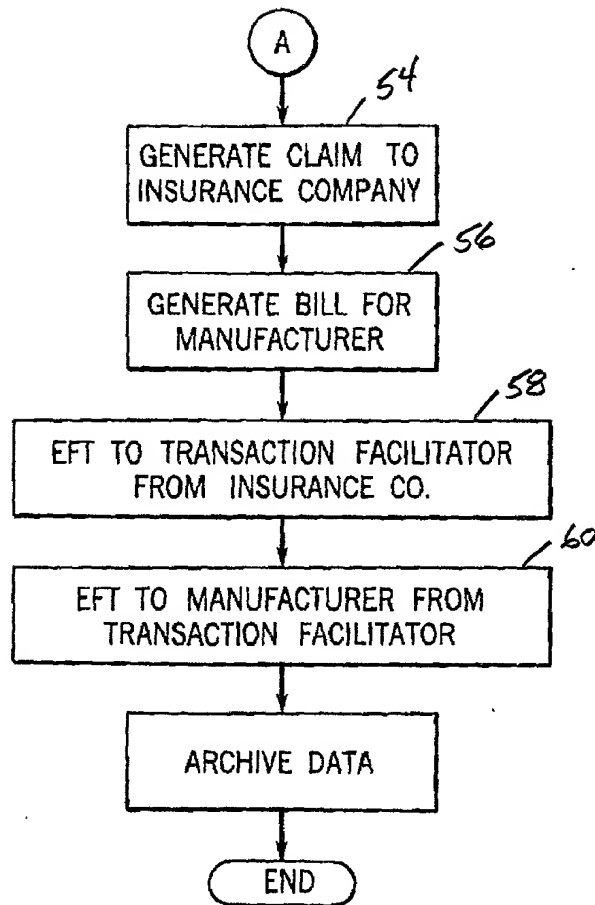 A
54
GENERATE CLAIM TO
INSURANCE COMPANY
56
GENERATE BILL FOR
MANUFACTURER
58
EFT TO TRANSACTION FACILITATOR
FROM INSURANCE CO.
60
EFT TO MANUFACTURER FROM
TRANSACTION FACILITATOR
ARCHIVE DATA
END